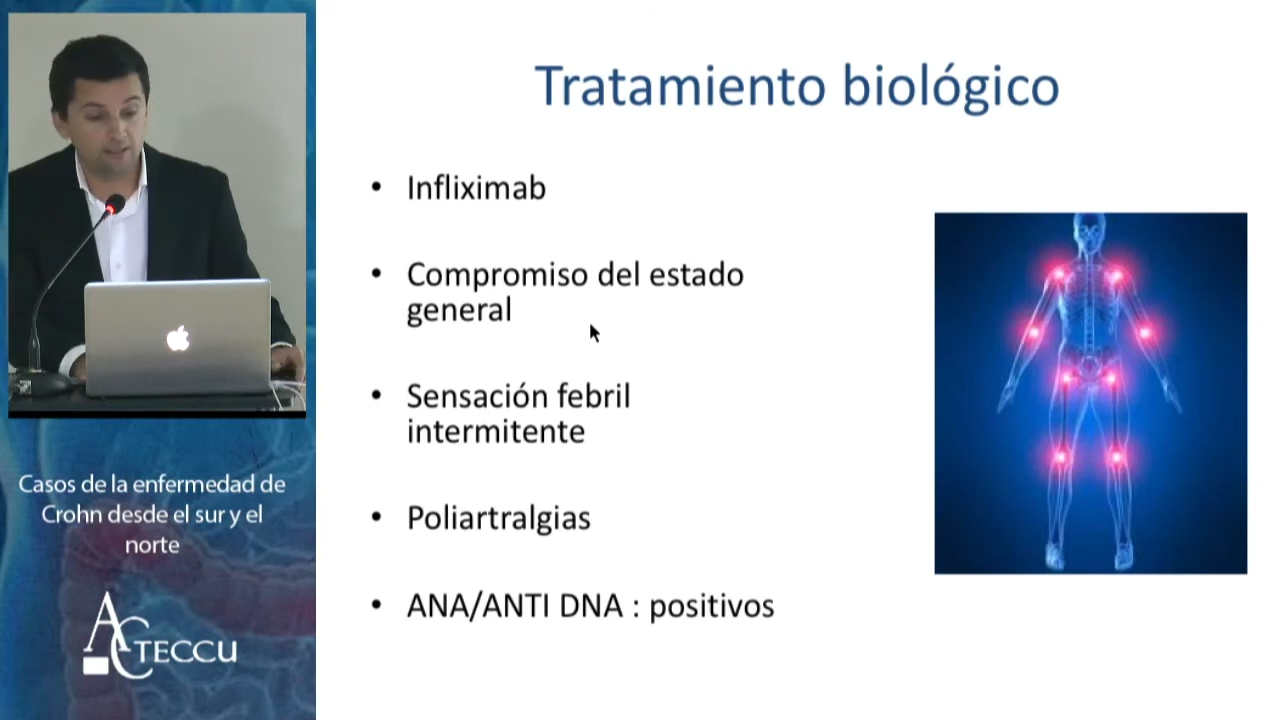 Tratamiento biológico
• Infliximab
• Compromiso del estado
general
• Sensación febril
intermitente
• Poliartralgias
• ANA/ANTI DNA : positivos
Casos de la enfermedad de
Crohn desde el sur y el
norte
ACTECCU